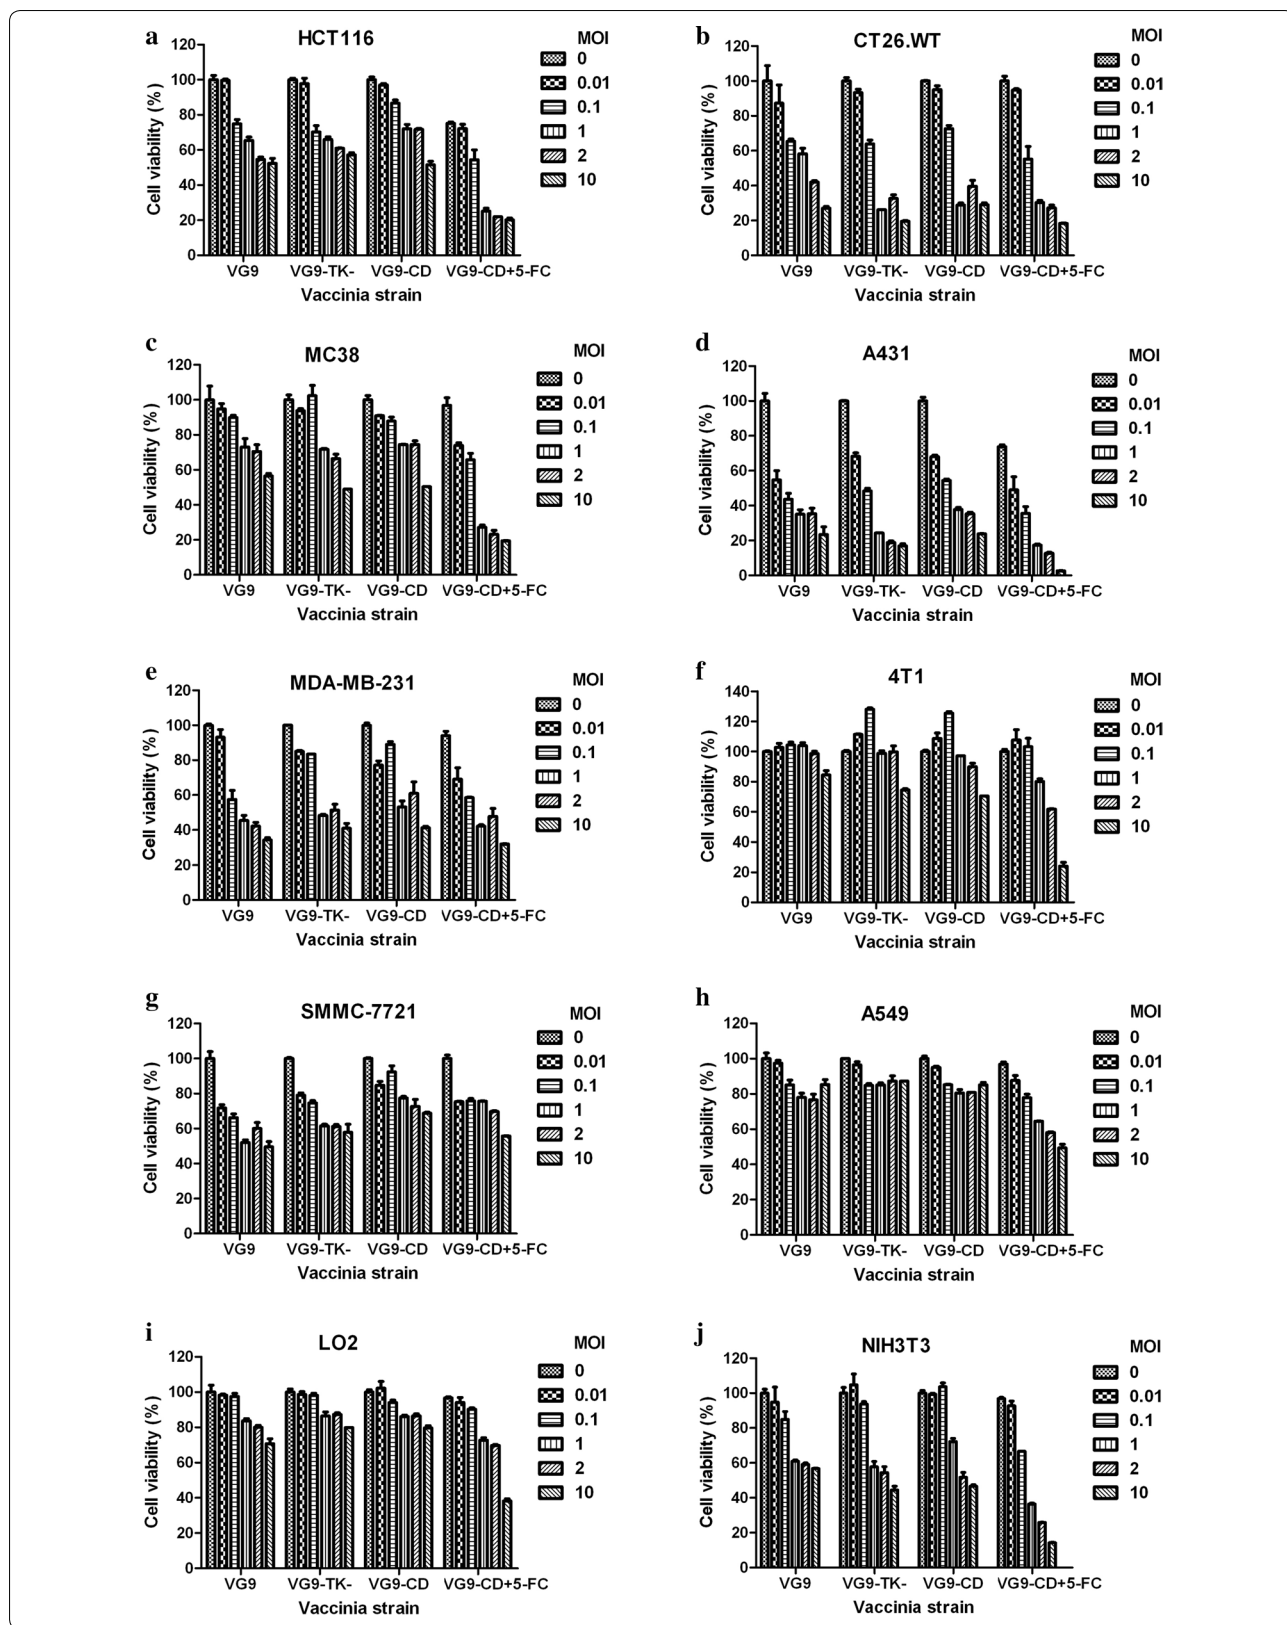 a
HCT116
MOI
0
0.01
0.1
1
2
10
120
100
80
60
40
20
0
Cell viability (%)
VG9 VG9-TK- VG9-CD VG9-CD+5-FC
Vaccinia strain
b
CT26.WT
MOI
0
0.01
0.1
1
2
10
120
100
80
60
40
20
0
Cell viability (%)
VG9 VG9-TK- VG9-CD VG9-CD+5-FC
Vaccinia strain
c
MC38
MOI
0
0.01
0.1
1
2
10
120
100
80
60
40
20
0
Cell viability (%)
VG9 VG9-TK- VG9-CD VG9-CD+5-FC
Vaccinia strain
d
A431
MOI
0
0.01
0.1
1
2
10
120
100
80
60
40
20
0
Cell viability (%)
VG9 VG9-TK- VG9-CD VG9-CD+5-FC
Vaccinia strain
e
MDA-MB-231
MOI
0
0.01
0.1
1
2
10
120
100
80
60
40
20
0
Cell viability (%)
VG9 VG9-TK- VG9-CD VG9-CD+5-FC
Vaccinia strain
f
4T1
MOI
0
0.01
0.1
1
2
10
140
120
100
80
60
40
20
0
Cell viability (%)
VG9 VG9-TK- VG9-CD VG9-CD+5-FC
Vaccinia strain
g
SMMC-7721
MOI
0
0.01
0.1
1
2
10
120
100
80
60
40
20
0
Cell viability (%)
VG9 VG9-TK- VG9-CD VG9-CD+5-FC
Vaccinia strain
h
A549
MOI
0
0.01
0.1
1
2
10
120
100
80
60
40
20
0
Cell viability (%)
VG9 VG9-TK- VG9-CD VG9-CD+5-FC
Vaccinia strain
i
LO2
MOI
0
0.01
0.1
1
2
10
120
100
80
60
40
20
0
Cell viability (%)
VG9 VG9-TK- VG9-CD VG9-CD+5-FC
Vaccinia strain
j
NIH3T3
MOI
0
0.01
0.1
1
2
10
120
100
80
60
40
20
0
Cell viability (%)
VG9 VG9-TK- VG9-CD VG9-CD+5-FC
Vaccinia strain